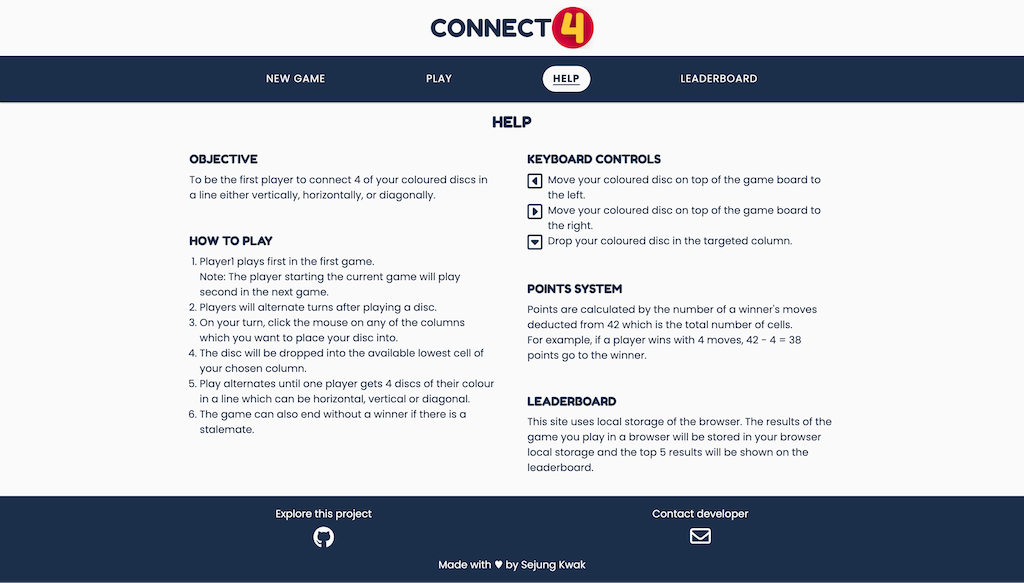 CONNECT 4
NEW GAME PLAY HELP LEADERBOARD
HELP
OBJECTIVE
To be the first player to connect 4 of your coloured discs in
a line either vertically, horizontally, or diagonally.
HOW TO PLAY
1. Player1 plays first in the first game.
Note: The player starting the current game will play
second in the next game.
2. Players will alternate turns after playing a disc.
3. On your turn, click the mouse on any of the columns
which you want to place your disc into.
4. The disc will be dropped into the available lowest cell of
your chosen column.
5. Play alternates until one player gets 4 discs of their colour
in a line which can be horizontal, vertical or diagonal.
6. The game can also end without a winner if there is a
stalemate.
KEYBOARD CONTROLS
Move your coloured disc on top of the game board to
the left.
Move your coloured disc on top of the game board to
the right.
Drop your coloured disc in the targeted column.
POINTS SYSTEM
Points are calculated by the number of a winner's moves
deducted from 42 which is the total number of cells.
For example, if a player wins with 4 moves, 42 - 4 = 38
points go to the winner.
LEADERBOARD
This site uses local storage of the browser. The results of the
game you play in a browser will be stored in your browser
local storage and the top 5 results will be shown on the
leaderboard.
Explore this project
Contact developer
Made with ♥ by Sejung Kwak